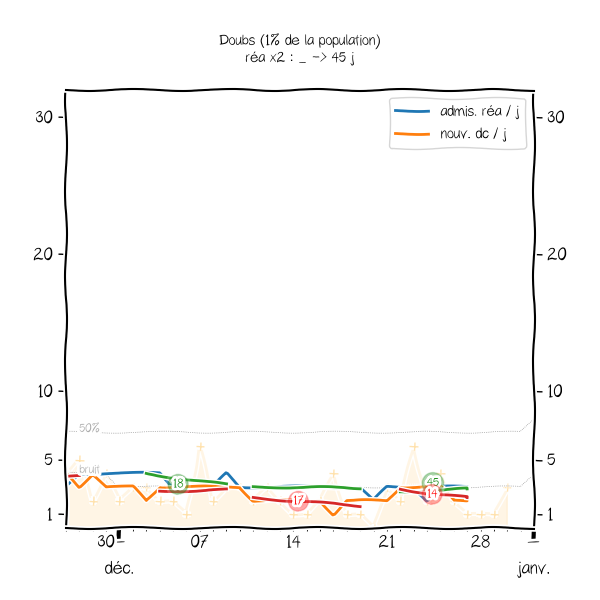 Doubs (1% de la population)
réa x2 : _ -> 45 j
admis. réa / j
nouv. dc / j
30
30
20
20
10
10
50%
5
5
bruit
18
45
14
17
1
1
30
07
14
21
28
déc.
janv.